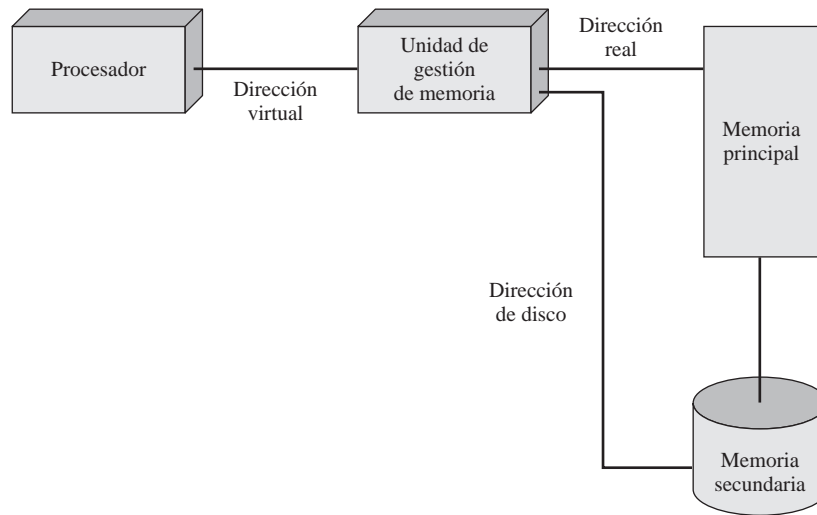 Procesador
Dirección
virtual
Unidad de
gestión
de memoria
Dirección
real
Memoria
principal
Dirección
de disco
Memoria
secundaria